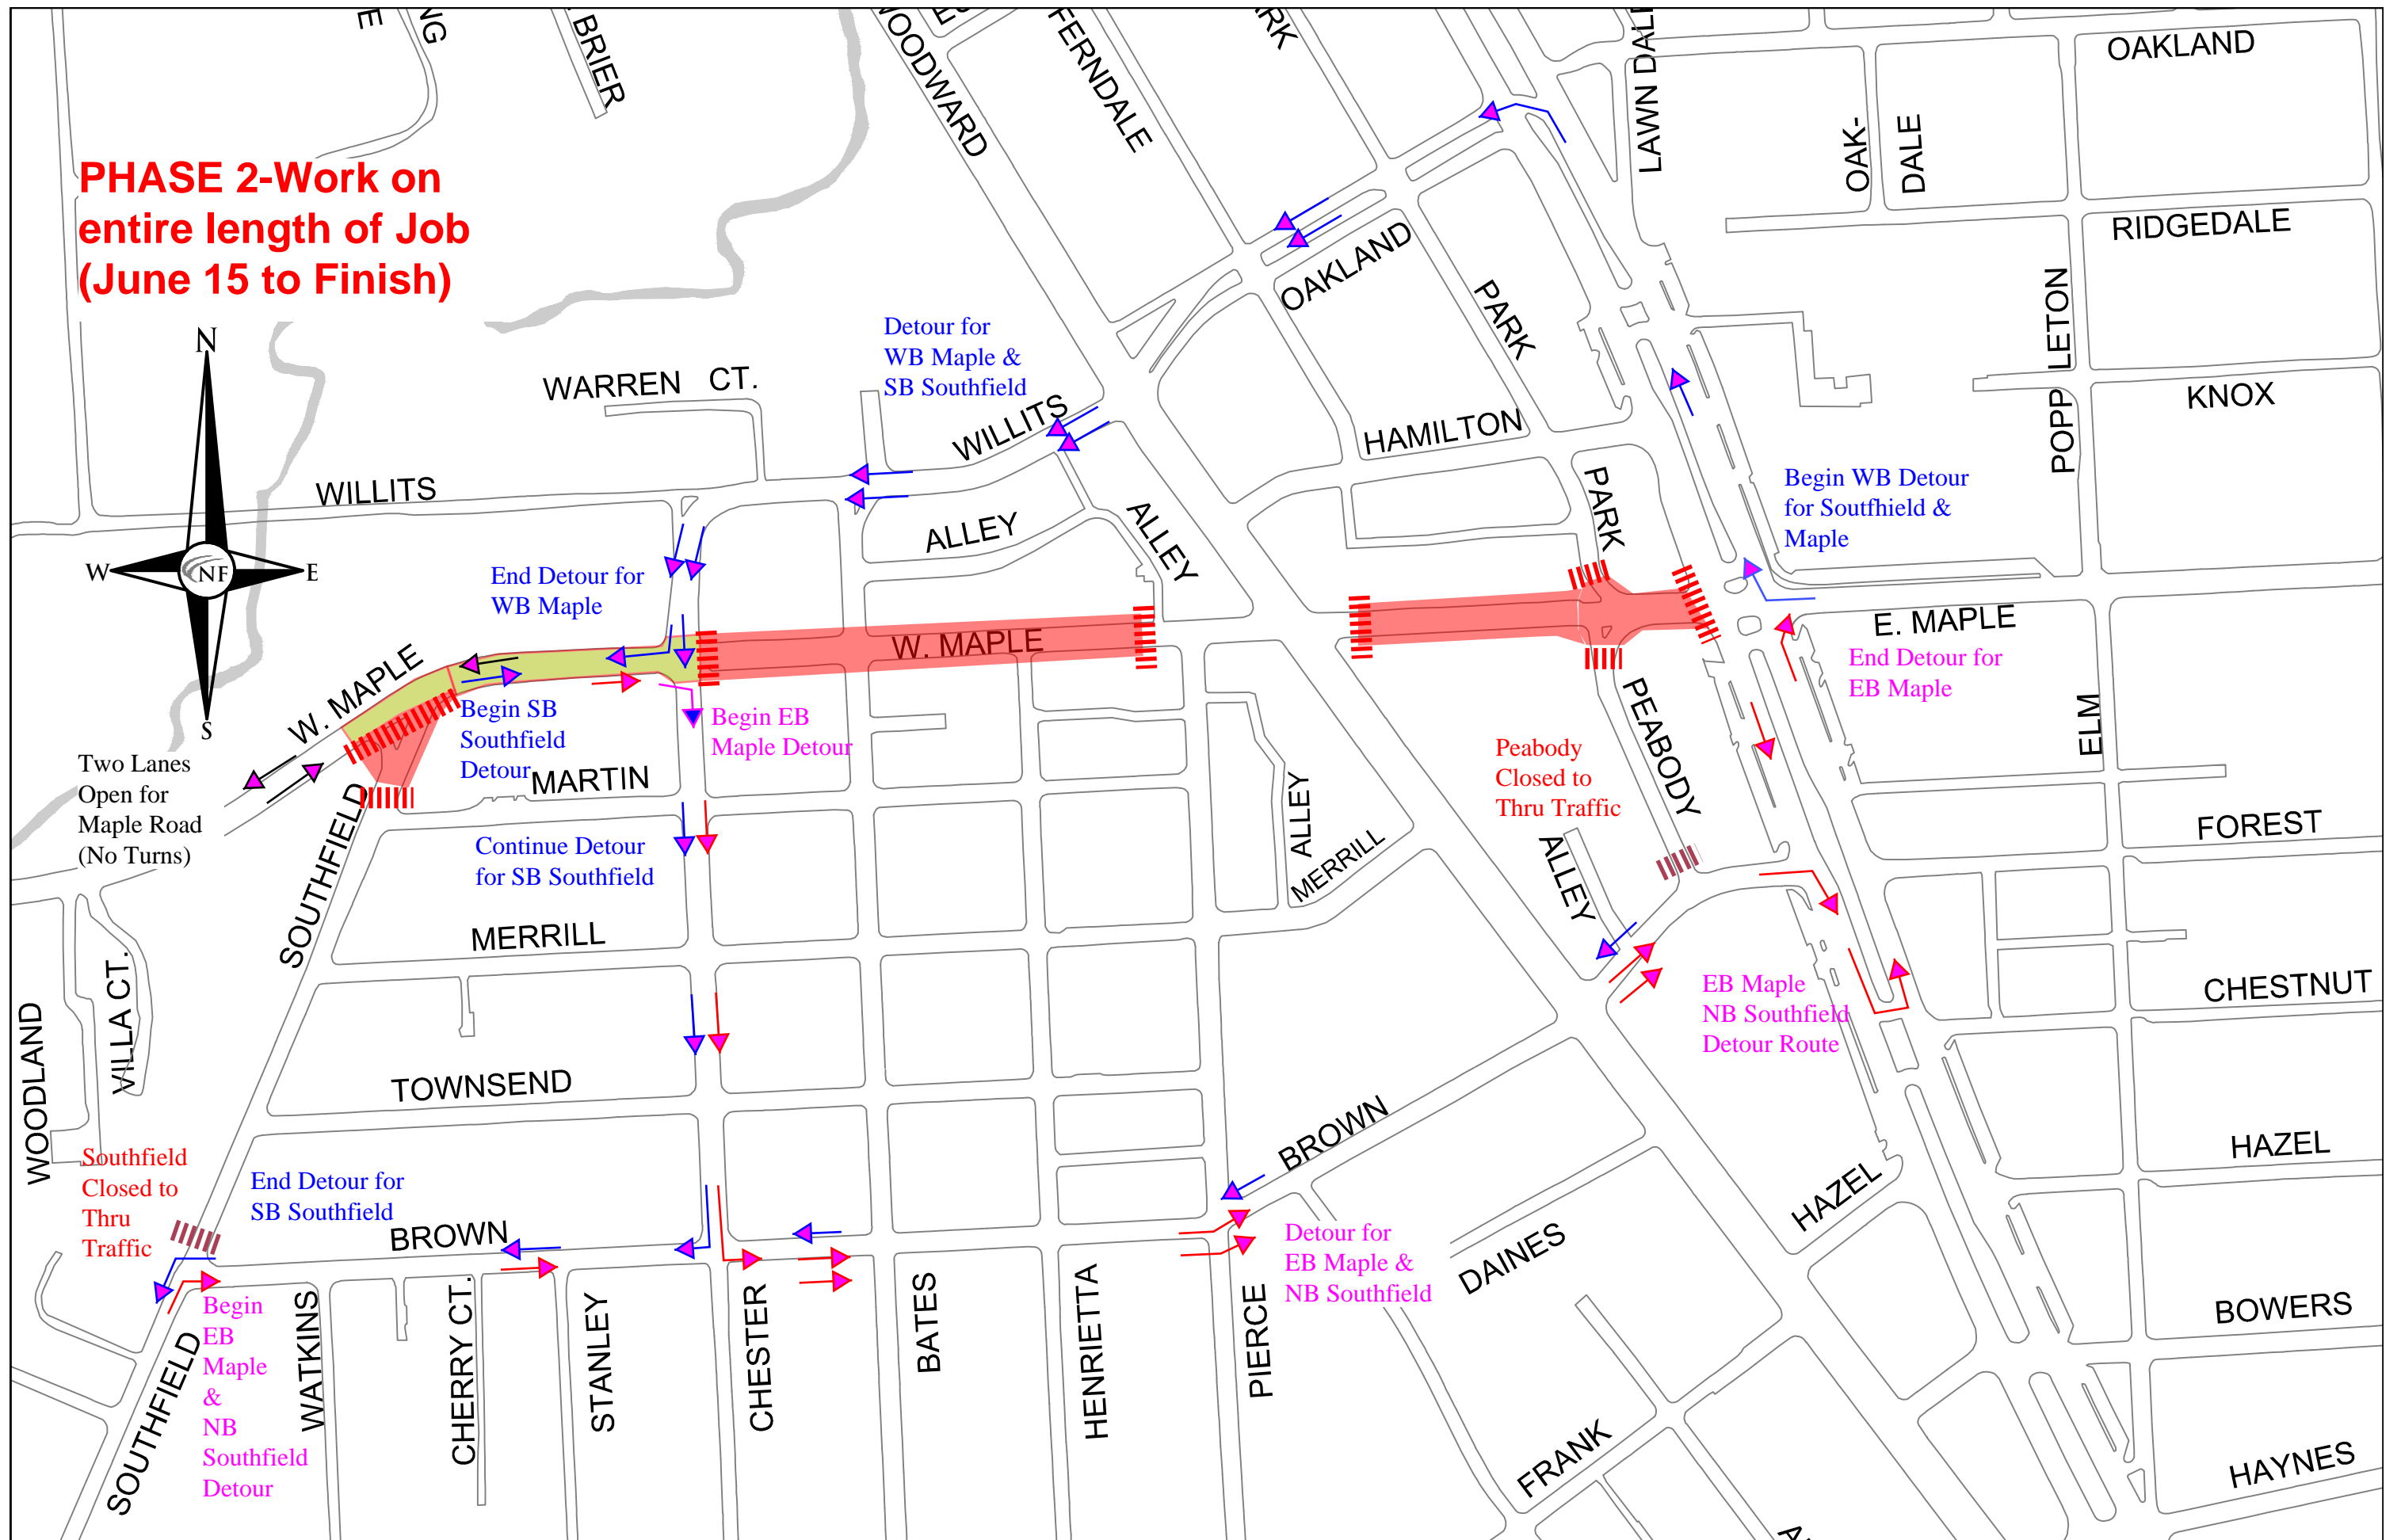 E
NG
BRIER
WOODWARD
FERNDALE
RK
LAWN DALE
OAKLAND
OAK-
DALE
PHASE 2-Work on
entire length of Job
(June 15 to Finish)
RIDGEDALE
OAKLAND
PARK
POPP LETON
KNOX
N
W
E
S
NF
WARREN CT.
Detour for
WB Maple &
SB Southfield
WILLITS
HAMILTON
WILLITS
ALLEY
ALLEY
PARK
Begin WB Detour
for Soutfhield &
Maple
End Detour for
WB Maple
W. MAPLE
W. MAPLE
E. MAPLE
End Detour for
EB Maple
Begin SB
Southfield
Detour
Begin EB
Maple Detour
PEABODY
ELM
Two Lanes
Open for
Maple Road
(No Turns)
MARTIN
SOUTHFIELD
Peabody
Closed to
Thru Traffic
ALLEY
MERRILL
ALLEY
FOREST
Continue Detour
for SB Southfield
MERRILL
WOODLAND
VILLA CT.
EB Maple
NB Southfield
Detour Route
CHESTNUT
TOWNSEND
BROWN
HAZEL
HAZEL
Southfield
Closed to
Thru
Traffic
End Detour for
SB Southfield
BROWN
Detour for
EB Maple &
NB Southfield
DAINES
BOWERS
Begin
EB
Maple
&
NB
Southfield
Detour
SOUTHFIELD
WATKINS
CHERRY CT.
STANLEY
CHESTER
BATES
HENRIETTA
PIERCE
FRANK
HAYNES